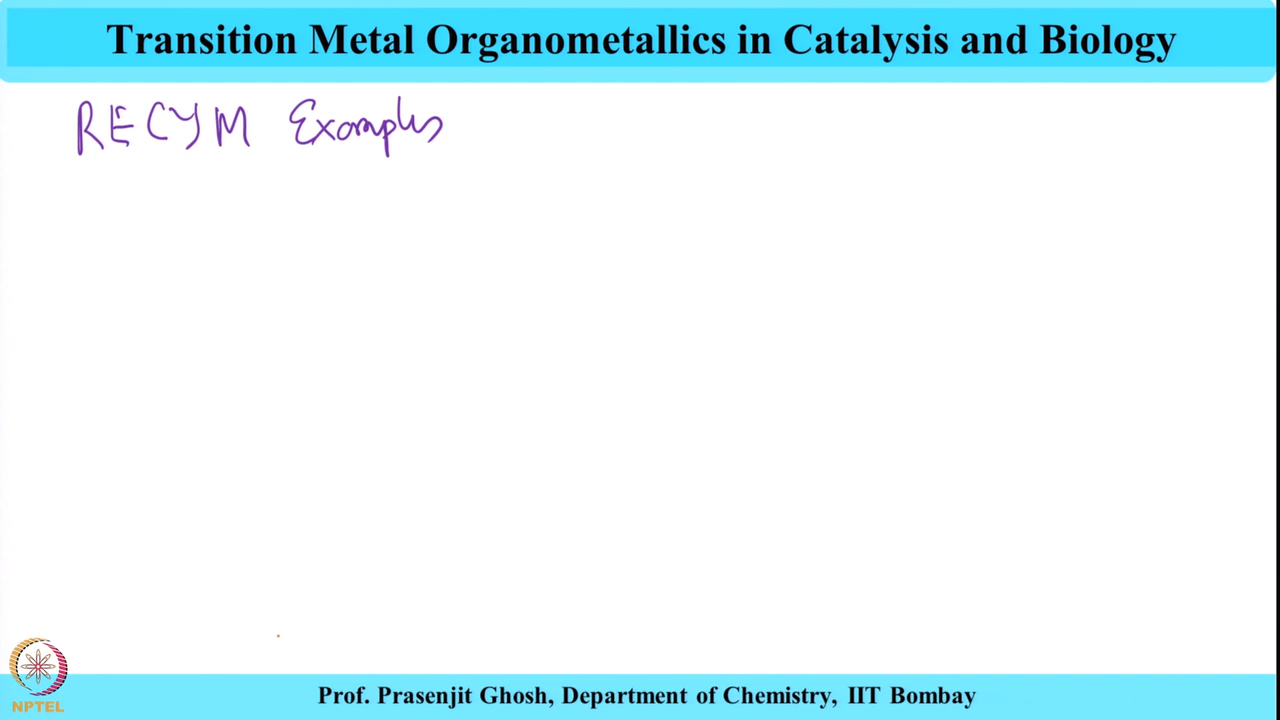 Transition Metal Organometallics in Catalysis and Biology
RECYM Examples
NPTEL
Prof. Prasenjit Ghosh, Department of Chemistry, IIT Bombay